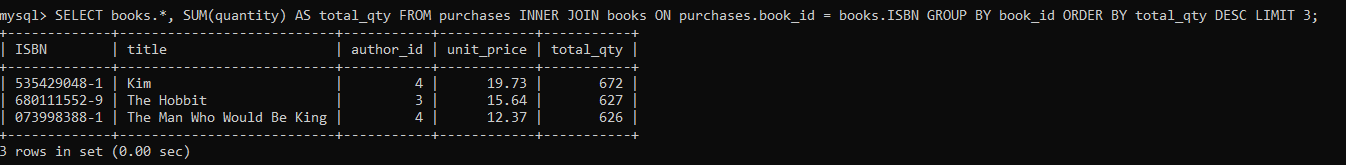 mysql> SELECT books.*, SUM(quantity) AS total_qty FROM purchases INNER JOIN books ON purchases.book_id = books.ISBN GROUP BY book_id ORDER BY total_qty DESC LIMIT 3;
+-------------+--------------------------+-----------+------------+-----------+
| ISBN        | title                    | author_id | unit_price | total_qty |
+-------------+--------------------------+-----------+------------+-----------+
| 535429048-1 | Kim                      |         4 |      19.73 |       672 |
| 680111552-9 | The Hobbit               |         3 |      15.64 |       627 |
| 073998388-1 | The Man Who Would Be King |         4 |      12.37 |       626 |
+-------------+--------------------------+-----------+------------+-----------+
3 rows in set (0.00 sec)